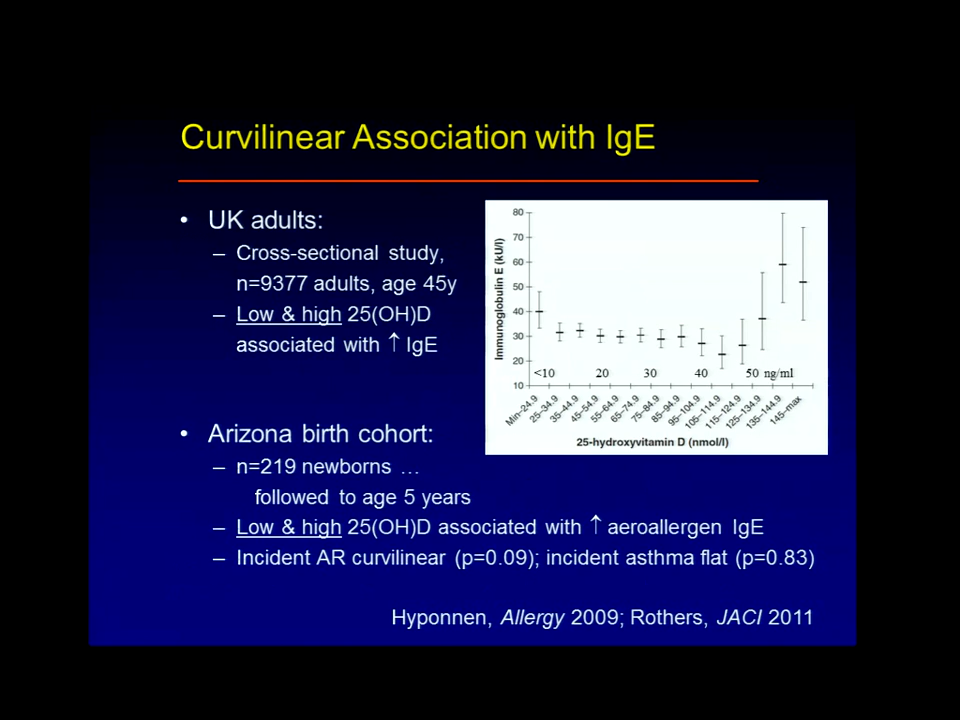 Curvilinear Association with IgE
• UK adults:
– Cross-sectional study,
n=9377 adults, age 45y
– Low & high 25(OH)D
associated with ↑ IgE
80
70
60
50
40
30
20
10
Immunoglobulin E (kU/l)
<10 20 30 40 50 ng/ml
Min–24.9
25–34.9
35–44.9
45–54.9
55–64.9
65–74.9
75–84.9
85–94.9
95–104.9
105–114.9
115–124.9
125–134.9
135–144.9
145–max
25-hydroxyvitamin D (nmol/l)
• Arizona birth cohort:
– n=219 newborns …
followed to age 5 years
– Low & high 25(OH)D associated with ↑ aeroallergen IgE
– Incident AR curvilinear (p=0.09); incident asthma flat (p=0.83)
Hyponnen, Allergy 2009; Rothers, JACI 2011